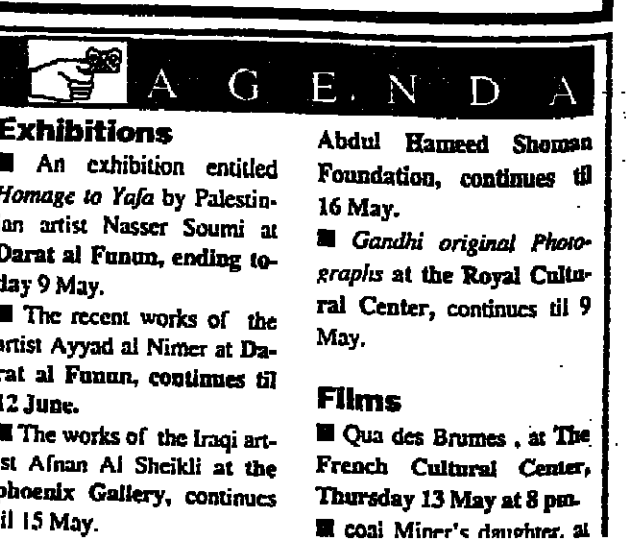 AGENDA
Exhibitions
■ An exhibition entitled
Homage to Yafa by Palestin-
ian artist Nasser Soumi at
Darat al Funun, ending to-
day 9 May.
■ The recent works of the
artist Ayyad al Nimer at Da-
rat al Funun, continues til
12 June.
■ The works of the Iraqi art-
ist Afnan Al Sheikli at the
phoenix Gallery, continues
til 15 May.
Abdul Hameed Shoman
Foundation, continues til
16 May.
■ Gandhi original Photo-
graphs at the Royal Cultu-
ral Center, continues til 9
May.
Films
■ Qua des Brumes , at The
French Cultural Center,
Thursday 13 May at 8 pm.
■ coal Miner's daughter, at